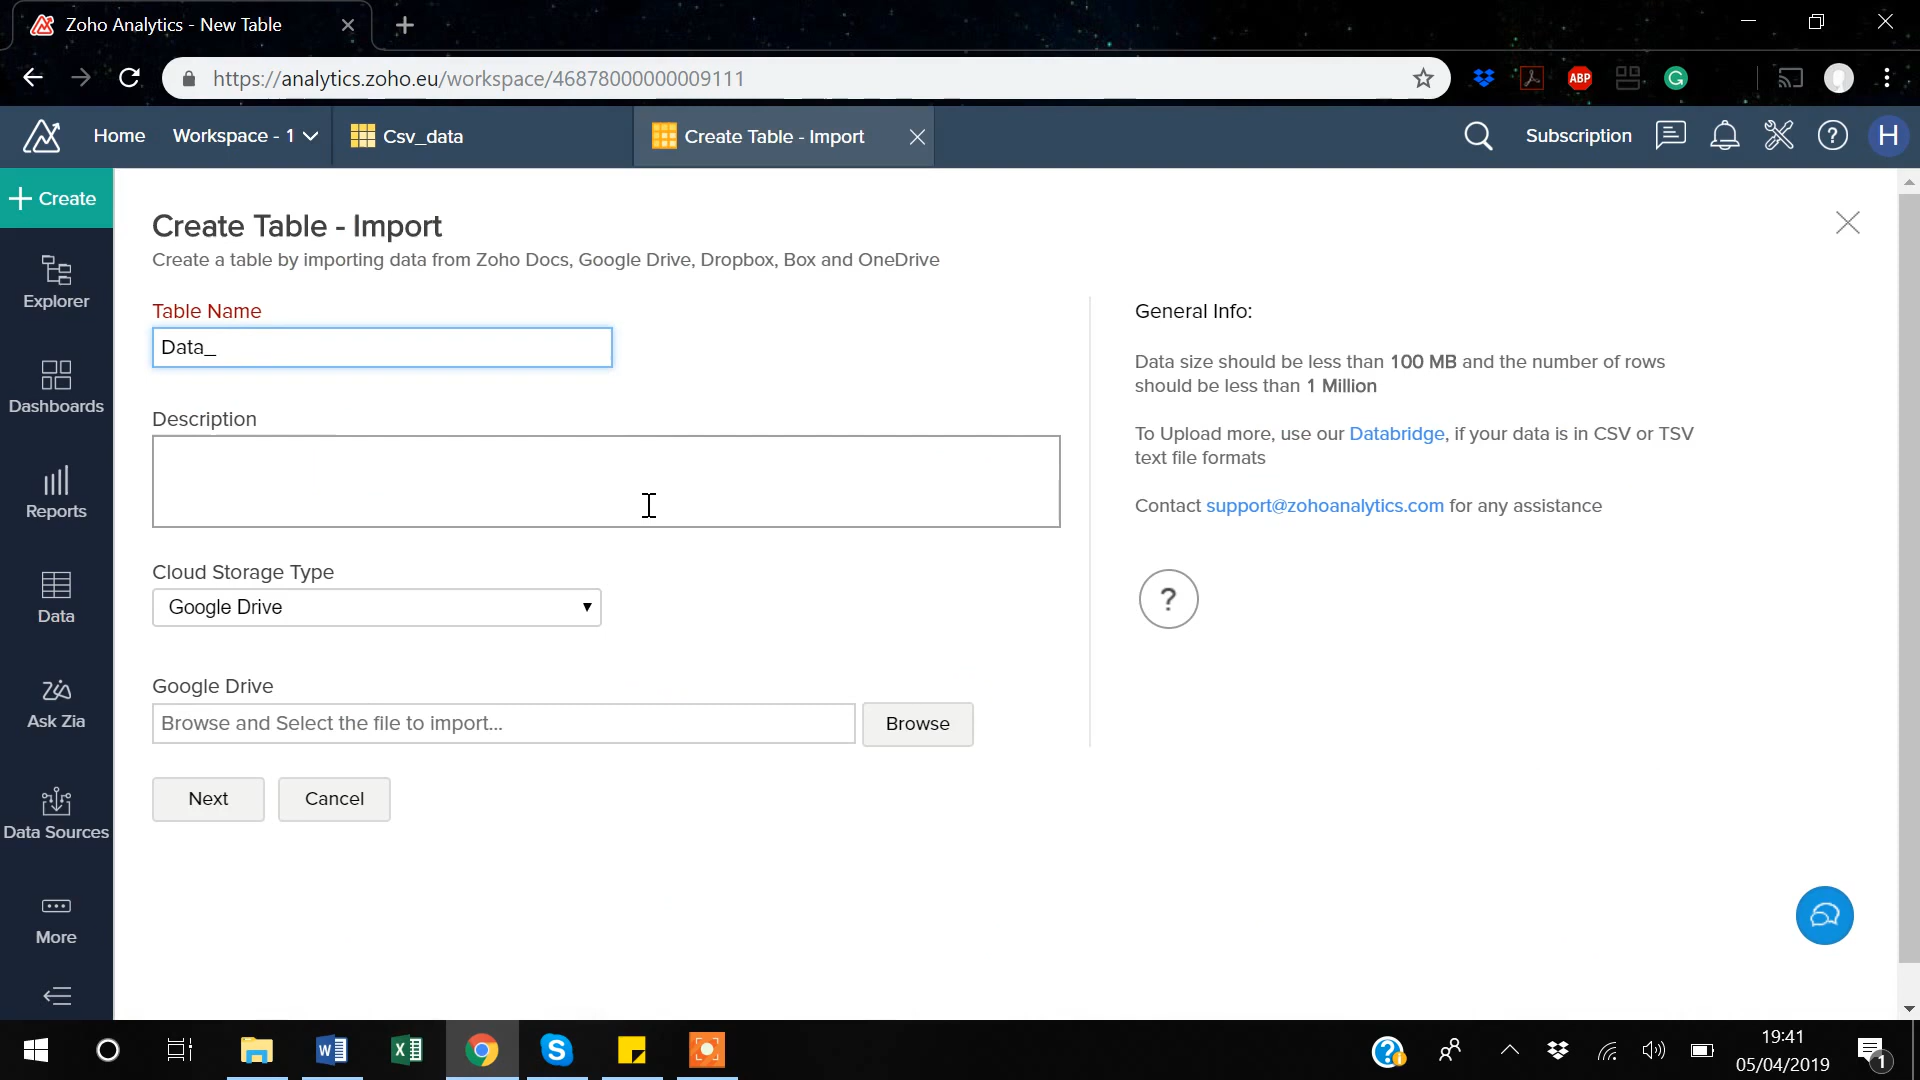 Zoho Analytics - New Table
https://analytics.zoho.eu/workspace/46878000000009111
ABP
Home
Workspace - 1
Csv_data
Create Table - Import
Subscription
H
Create
Explorer
Dashboards
Reports
Data
Ask Zia
Data Sources
More
Create Table - Import
Create a table by importing data from Zoho Docs, Google Drive, Dropbox, Box and OneDrive
Table Name
Data_
Description
Cloud Storage Type
Google Drive
Google Drive
Browse and Select the file to import...
Browse
Next
Cancel
General Info:
Data size should be less than 100 MB and the number of rows
should be less than 1 Million
To Upload more, use our Databridge, if your data is in CSV or TSV
text file formats
Contact support@zohoanalytics.com for any assistance
?
19:41
05/04/2019
1